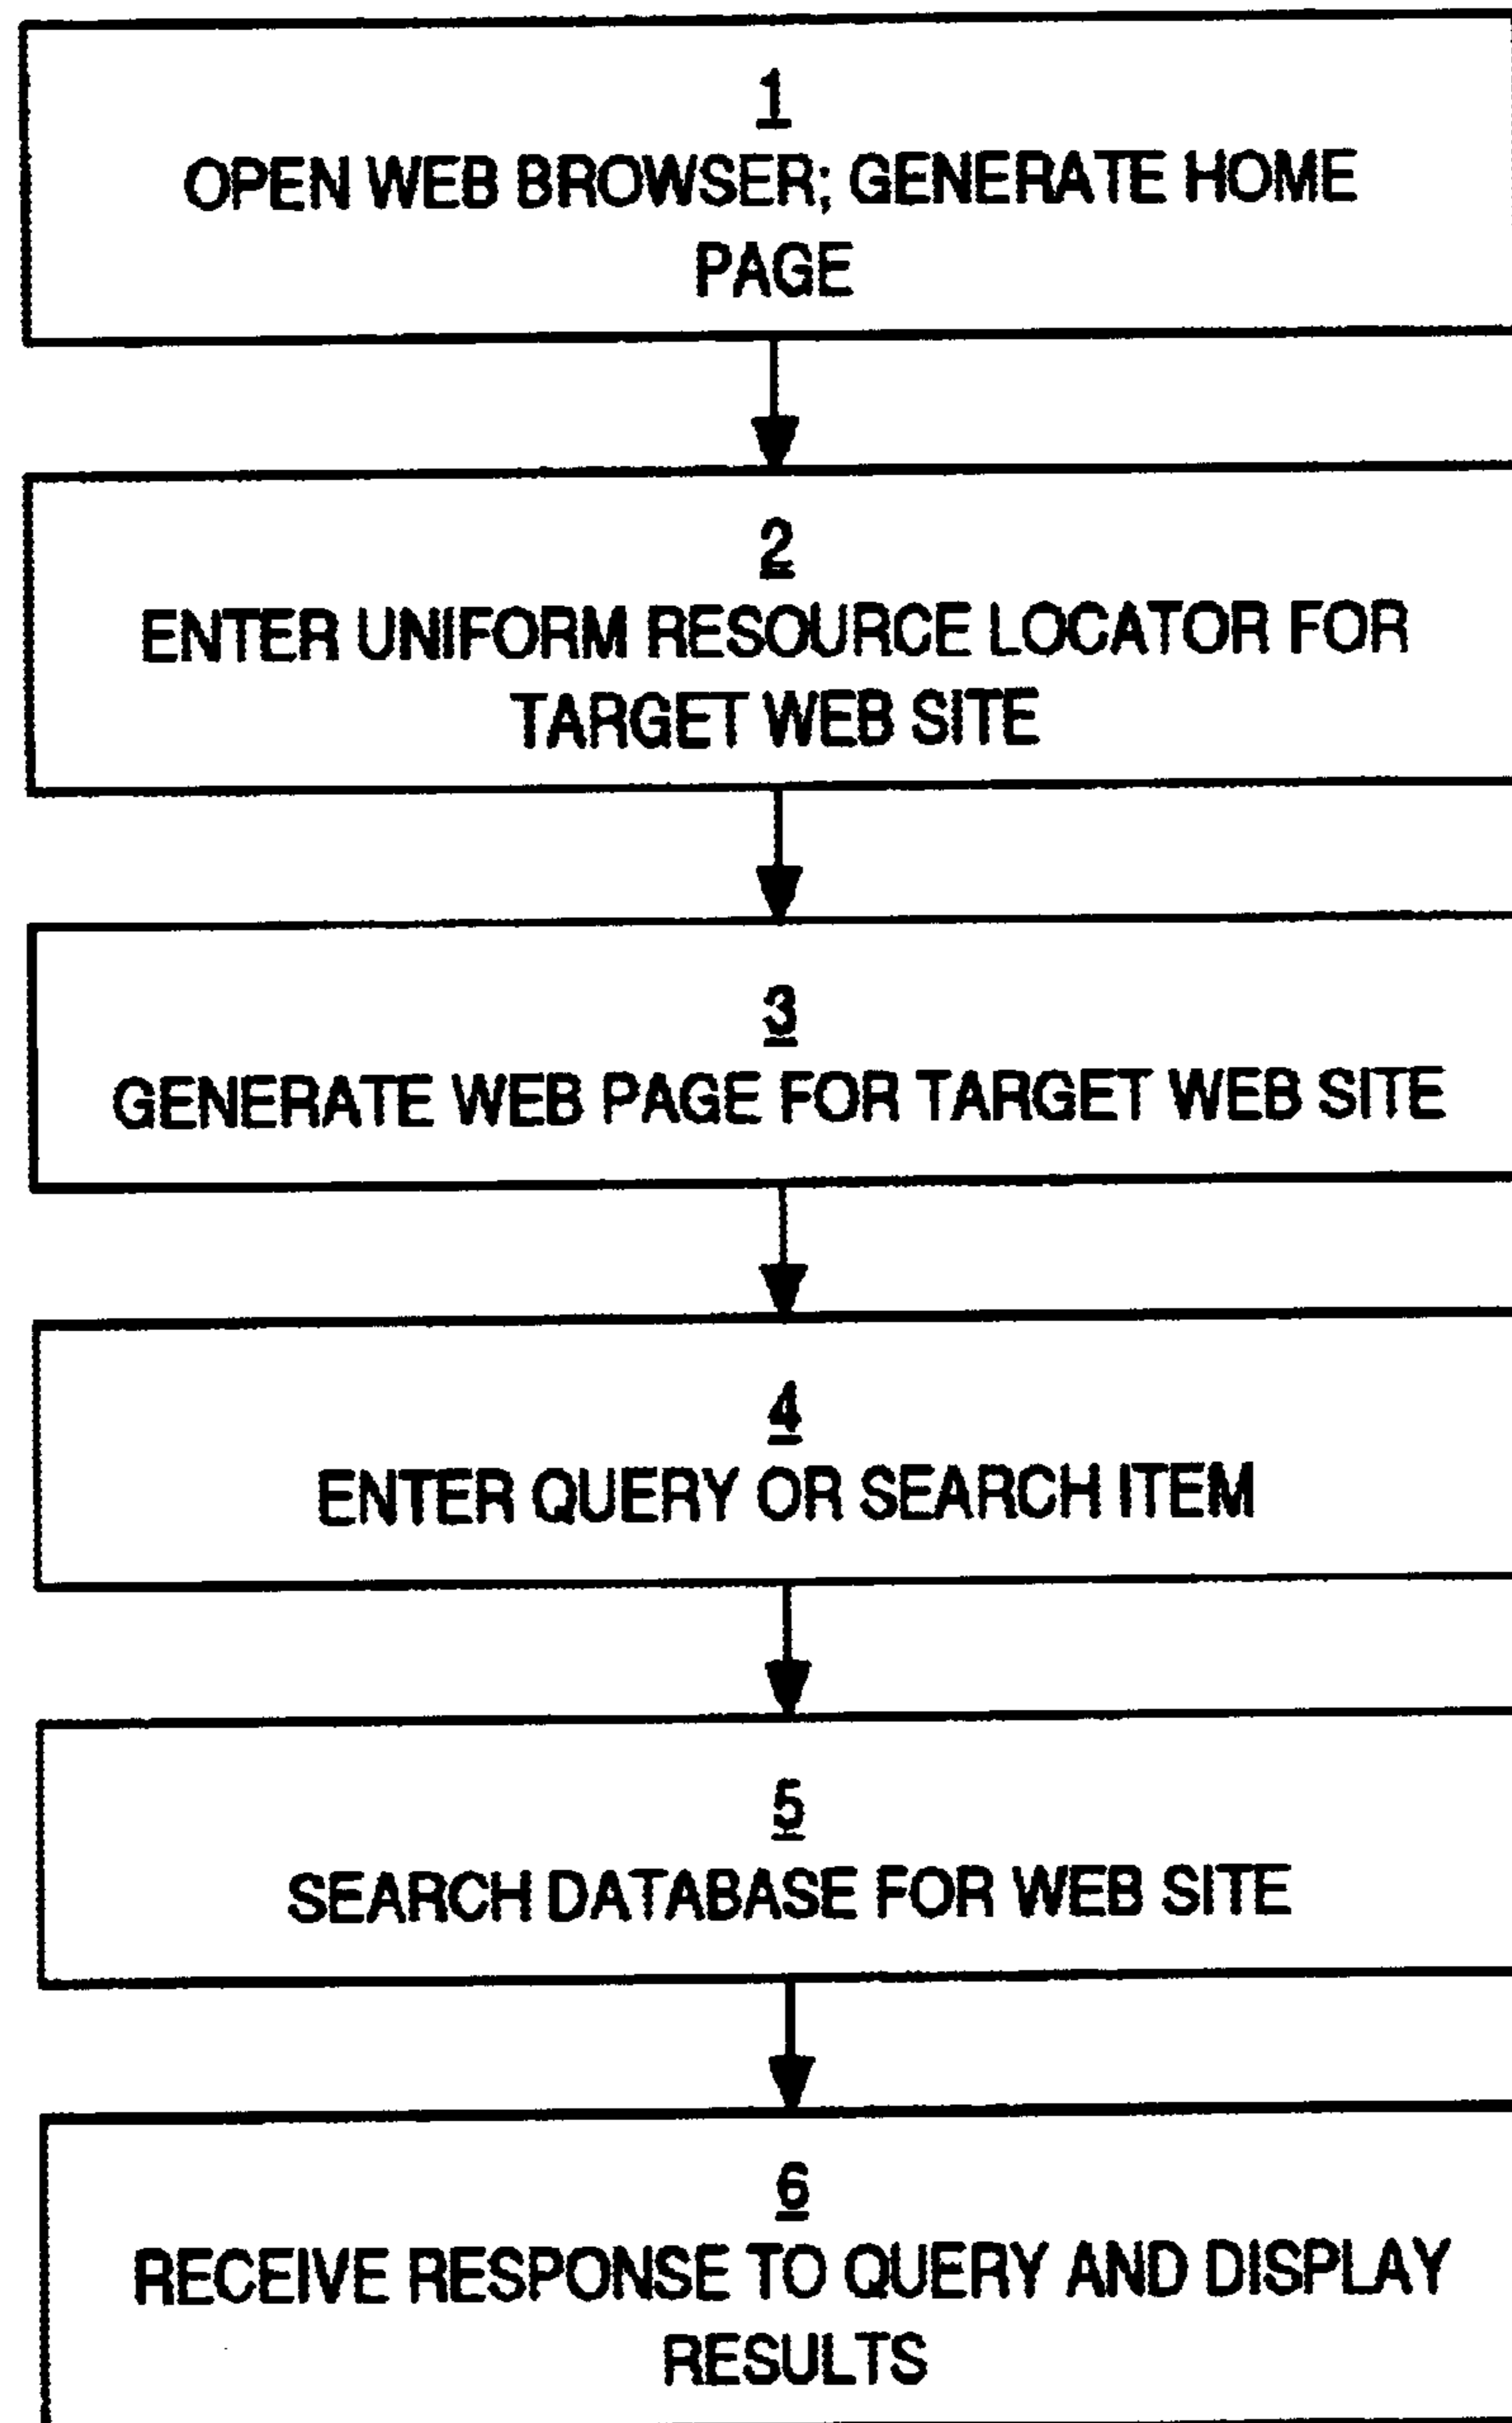 1
OPEN WEB BROWSER; GENERATE HOME
PAGE
2
ENTER UNIFORM RESOURCE LOCATOR FOR
TARGET WEB SITE
3
GENERATE WEB PAGE FOR TARGET WEB SITE
4
ENTER QUERY OR SEARCH ITEM
5
SEARCH DATABASE FOR WEB SITE
6
RECEIVE RESPONSE TO QUERY AND DISPLAY
RESULTS